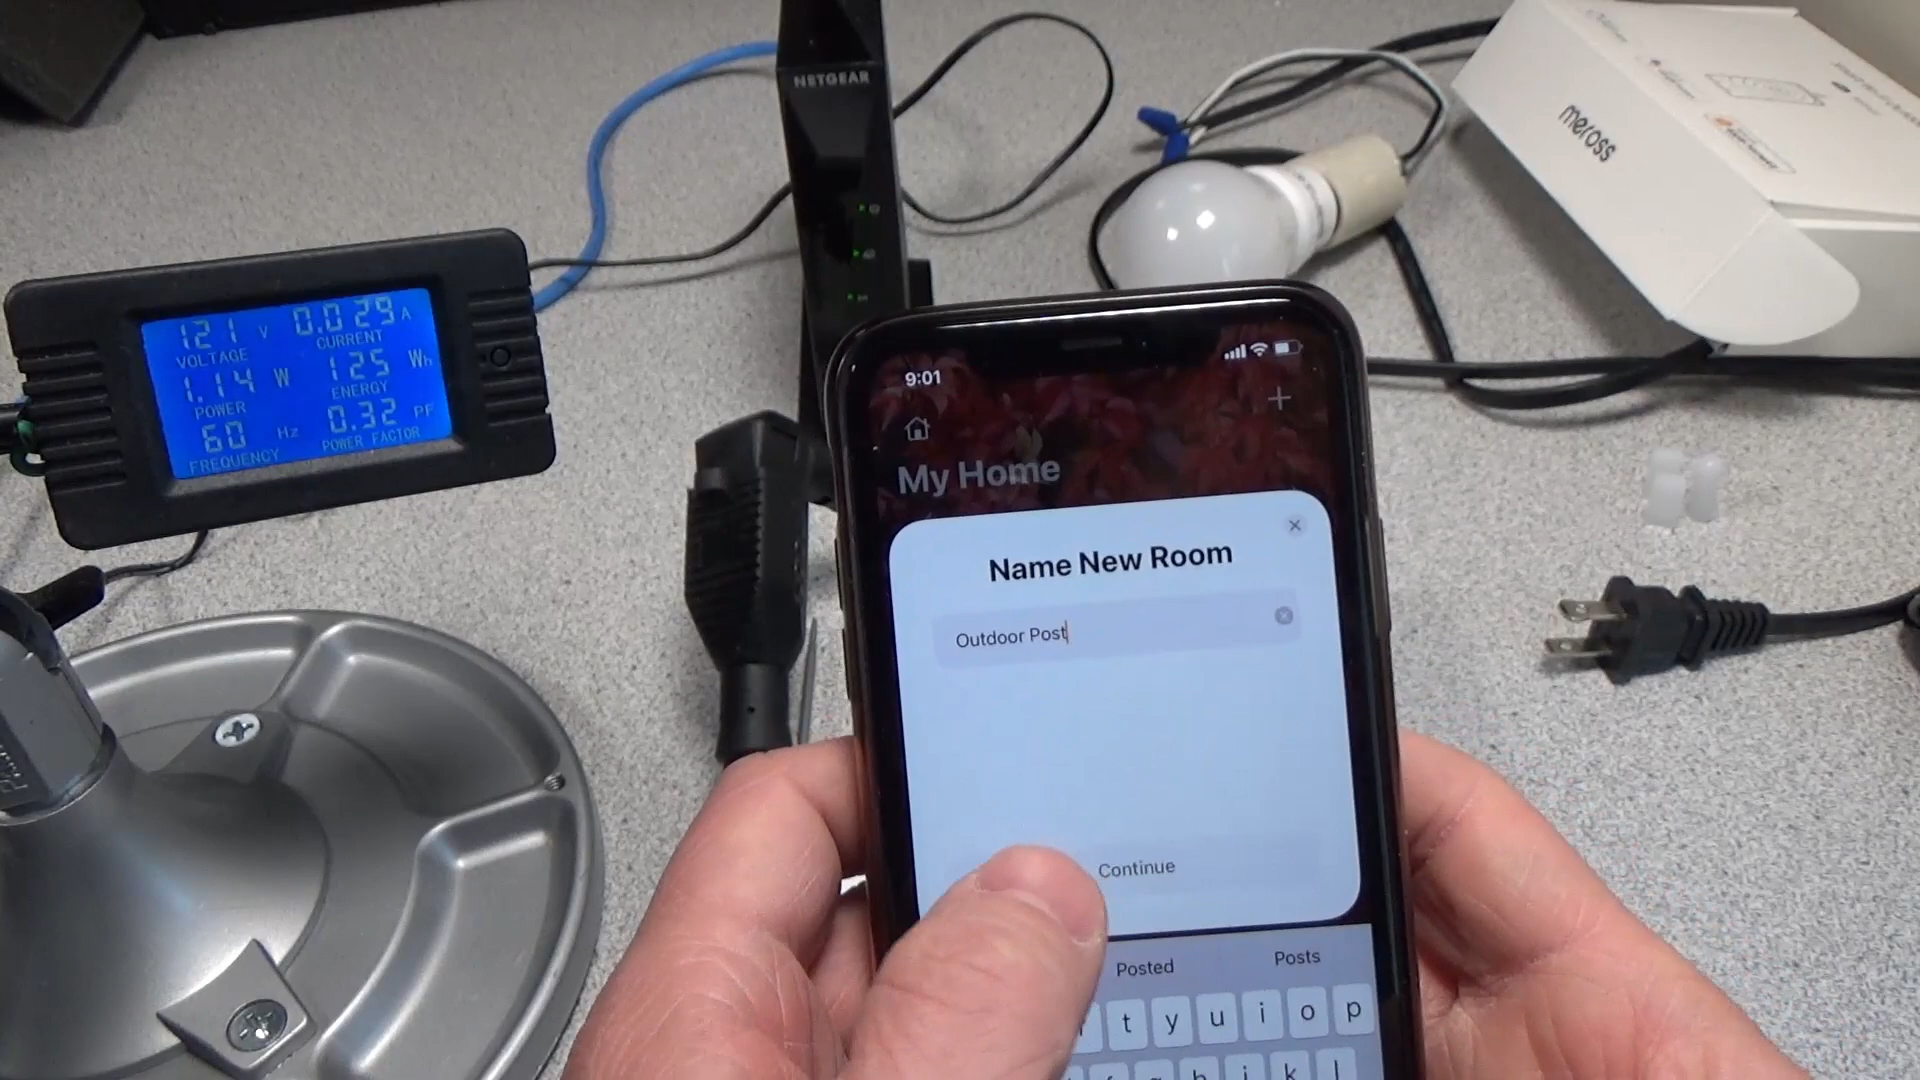 NETGEAR
meross
121 V 0.029 A
VOLTAGE CURRENT
1.14 W 125 Wh
POWER ENERGY
60 Hz 0.32 PF
FREQUENCY POWER FACTOR
9:01
My Home
Name New Room
Outdoor Post
Continue
Posted Posts
t y u i o p
g h j k l